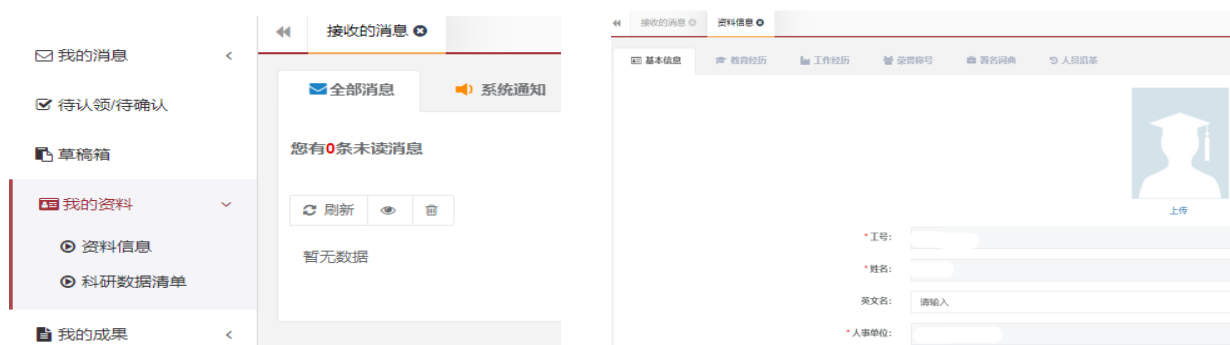 我的消息
待认领/待确认
草稿箱
我的资料
资料信息
科研数据清单
我的成果
接收的消息
全部消息 系统通知
您有0条未读消息
刷新
暂无数据
接收的消息 资料信息
基本信息 教育经历 工作经历 荣誉称号 署名词典 人员沿革
上传
*工号:
*姓名:
英文名: 请输入
*人事单位: